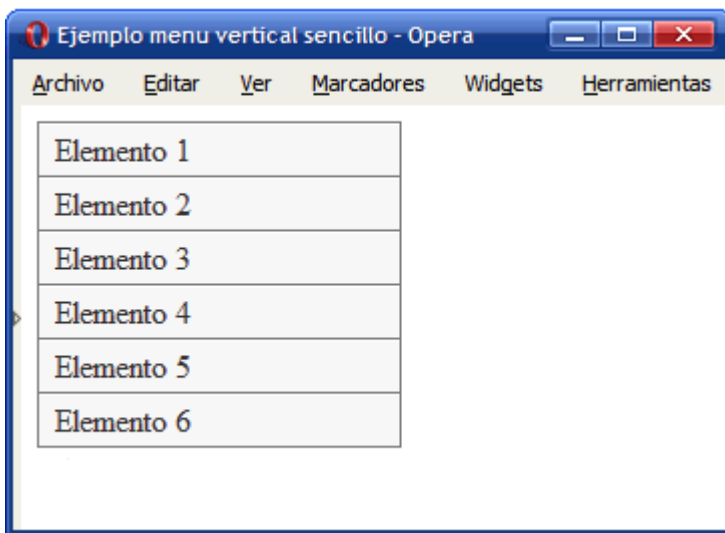 Ejemplo menu vertical sencillo - Opera
Archivo Editar Ver Marcadores Widgets Herramientas
Elemento 1
Elemento 2
Elemento 3
Elemento 4
Elemento 5
Elemento 6